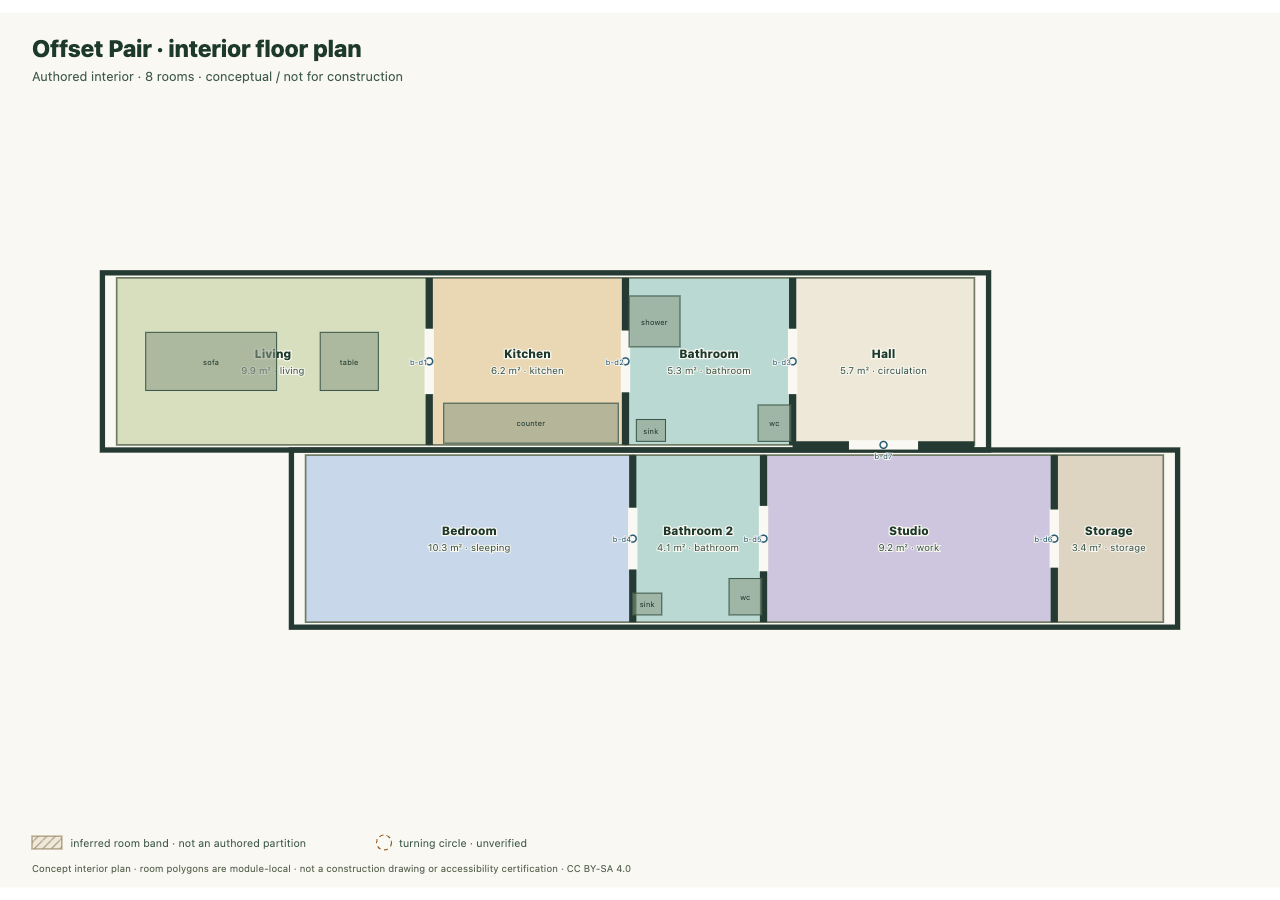 Offset Pair · interior floor plan
Authored interior · 8 rooms · conceptual / not for construction
sofa
Living
9.9 m² · living
table
b-d1
Kitchen
6.2 m² · kitchen
counter
b-d2
shower
Bathroom
5.3 m² · bathroom
sink
wc
b-d3
Hall
5.7 m² · circulation
b-d7
Bedroom
10.3 m² · sleeping
b-d4
Bathroom 2
4.1 m² · bathroom
sink
wc
b-d5
Studio
9.2 m² · work
b-d6
Storage
3.4 m² · storage
inferred room band · not an authored partition
turning circle · unverified
Concept interior plan · room polygons are module-local · not a construction drawing or accessibility certification · CC BY-SA 4.0